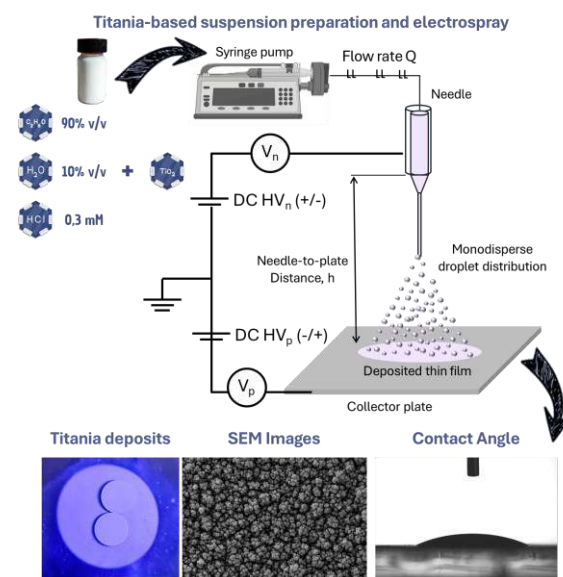 Titania-based suspension preparation and electrospray
Syringe pump
Flow rate Q
Needle
C₂H₆O 90% v/v
H₂O 10% v/v + TiO₂
HCl 0,3 mM
Vₙ
DC HVₙ (+/-)
Needle-to-plate
Distance, h
Monodisperse
droplet distribution
DC HVₚ (-/+)
Deposited thin film
Vₚ
Collector plate
Titania deposits
SEM Images
Contact Angle